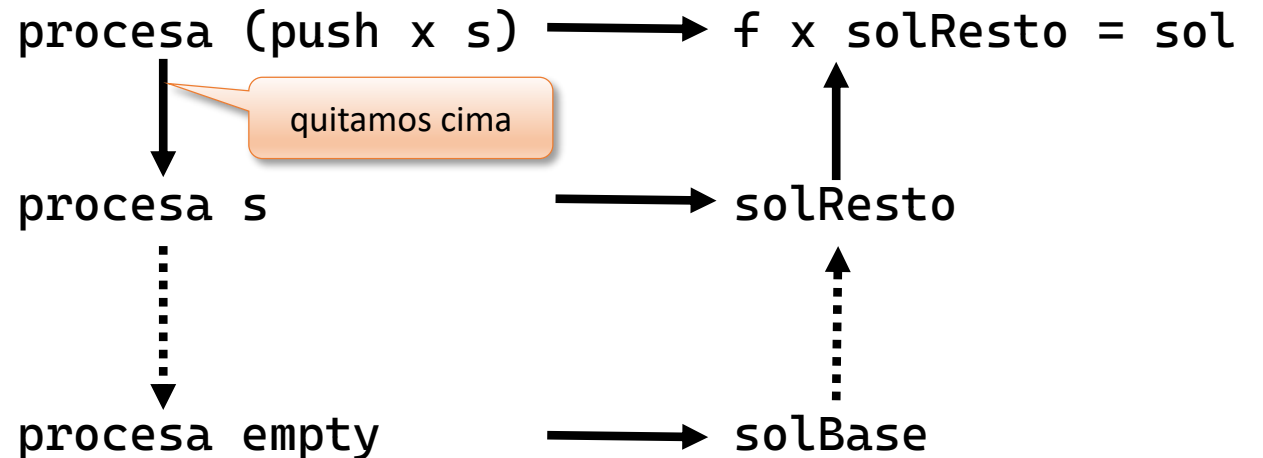 procesa (push x s) f x solResto = sol
quitamos cima
procesa s solResto
procesa empty solBase